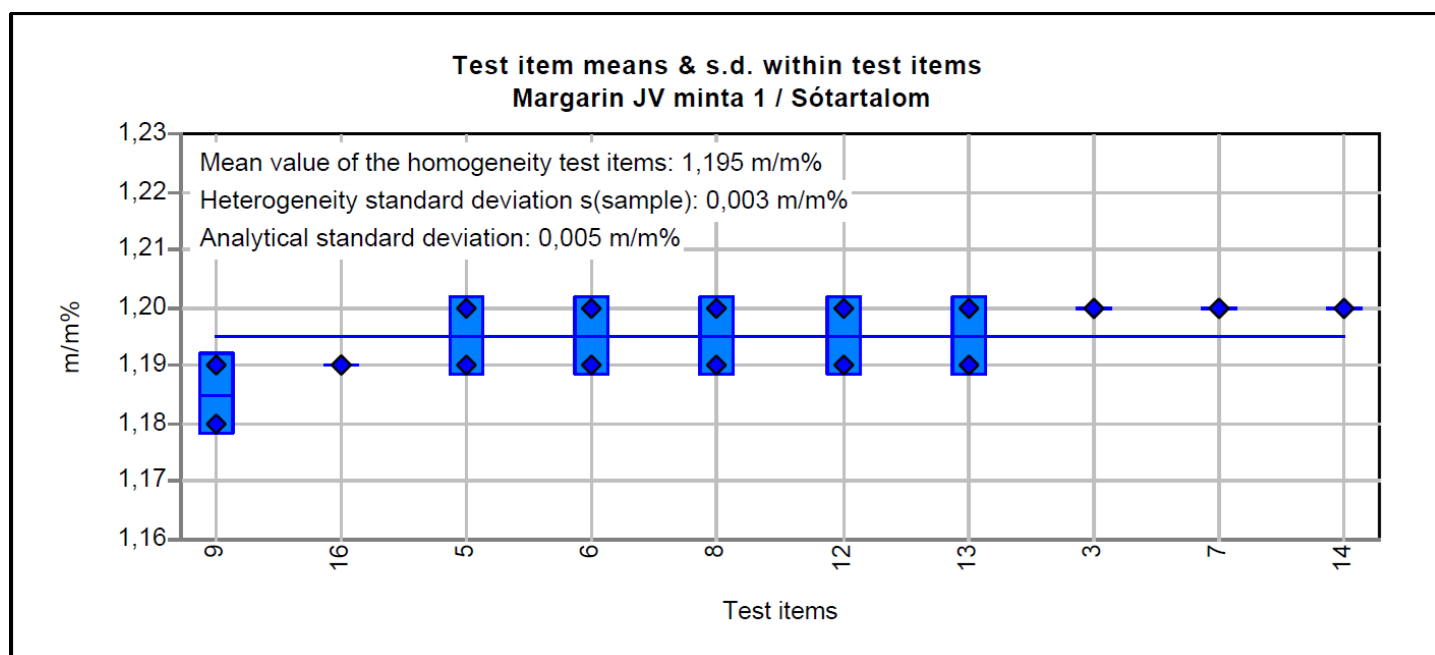 Test item means & s.d. within test items
Margarin JV minta 1 / Sótartalom
Mean value of the homogeneity test items: 1,195 m/m%
Heterogeneity standard deviation s(sample): 0,003 m/m%
Analytical standard deviation: 0,005 m/m%
m/m%
1,23
1,22
1,21
1,20
1,19
1,18
1,17
1,16
9 16 5 6 8 12 13 3 7 14
Test items